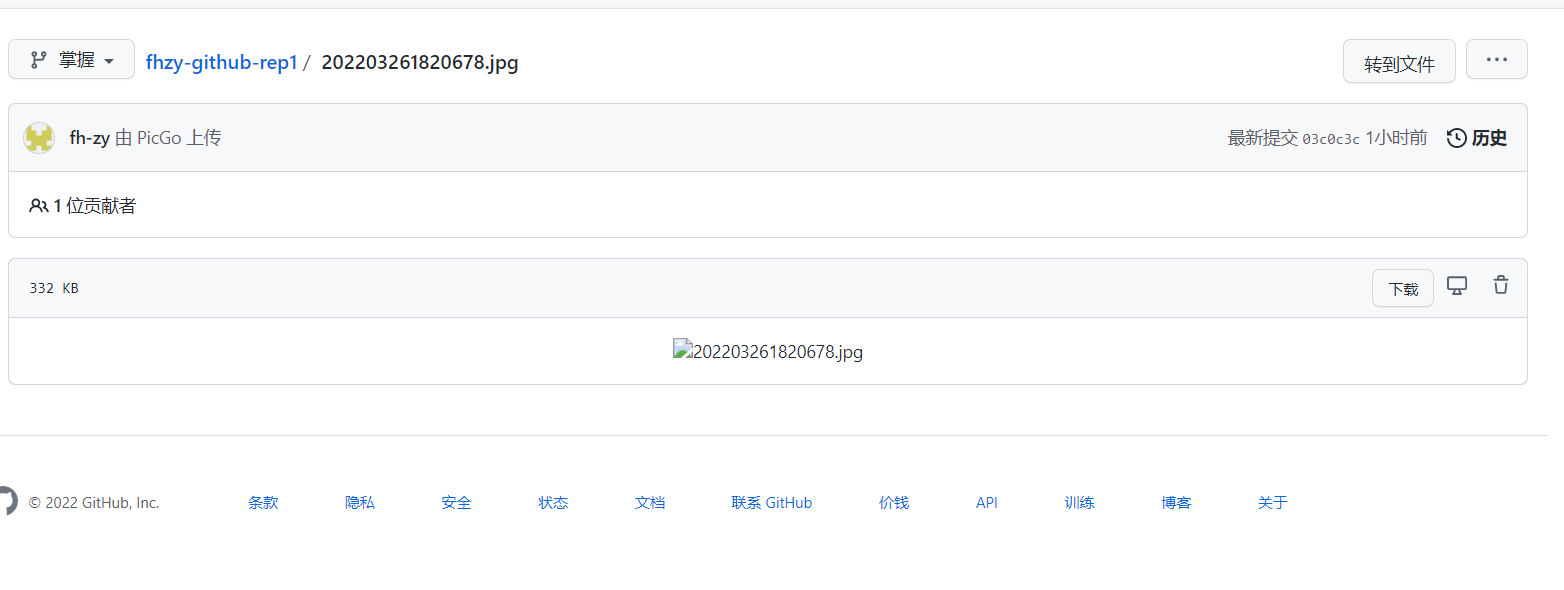 掌握
fhzy-github-rep1 / 202203261820678.jpg
转到文件
fh-zy 由 PicGo 上传
最新提交 03c0c3c 1小时前
历史
1 位贡献者
332 KB
下载
202203261820678.jpg
© 2022 GitHub, Inc.
条款
隐私
安全
状态
文档
联系 GitHub
价钱
API
训练
博客
关于